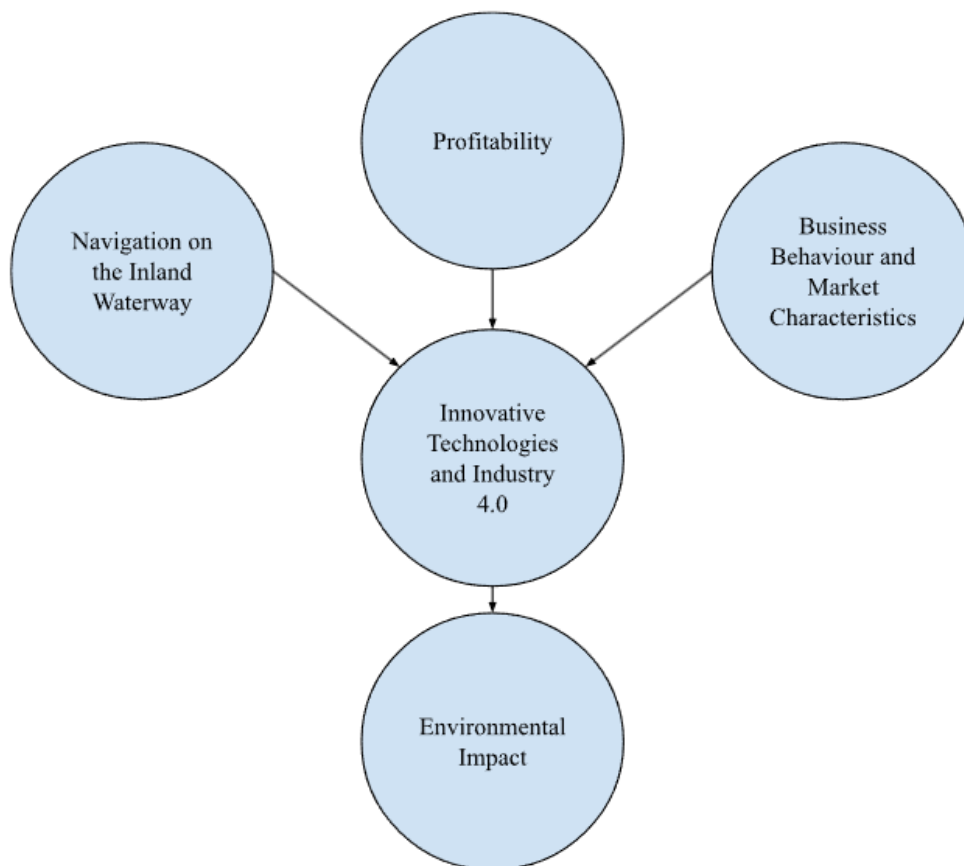 Profitability
Navigation on
the Inland
Waterway
Business
Behaviour and
Market
Characteristics
Innovative
Technologies
and Industry
4.0
Environmental
Impact